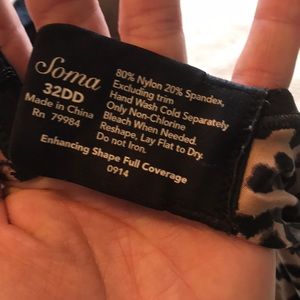 Soma
32DD
Made in China
Rn 79984
80% Nylon 20% Spandex,
Excluding trim
Hand Wash Cold Separately
Only Non-Chlorine
Bleach When Needed.
Reshape, Lay Flat to Dry.
Do not Iron.
Enhancing Shape Full Coverage
0914